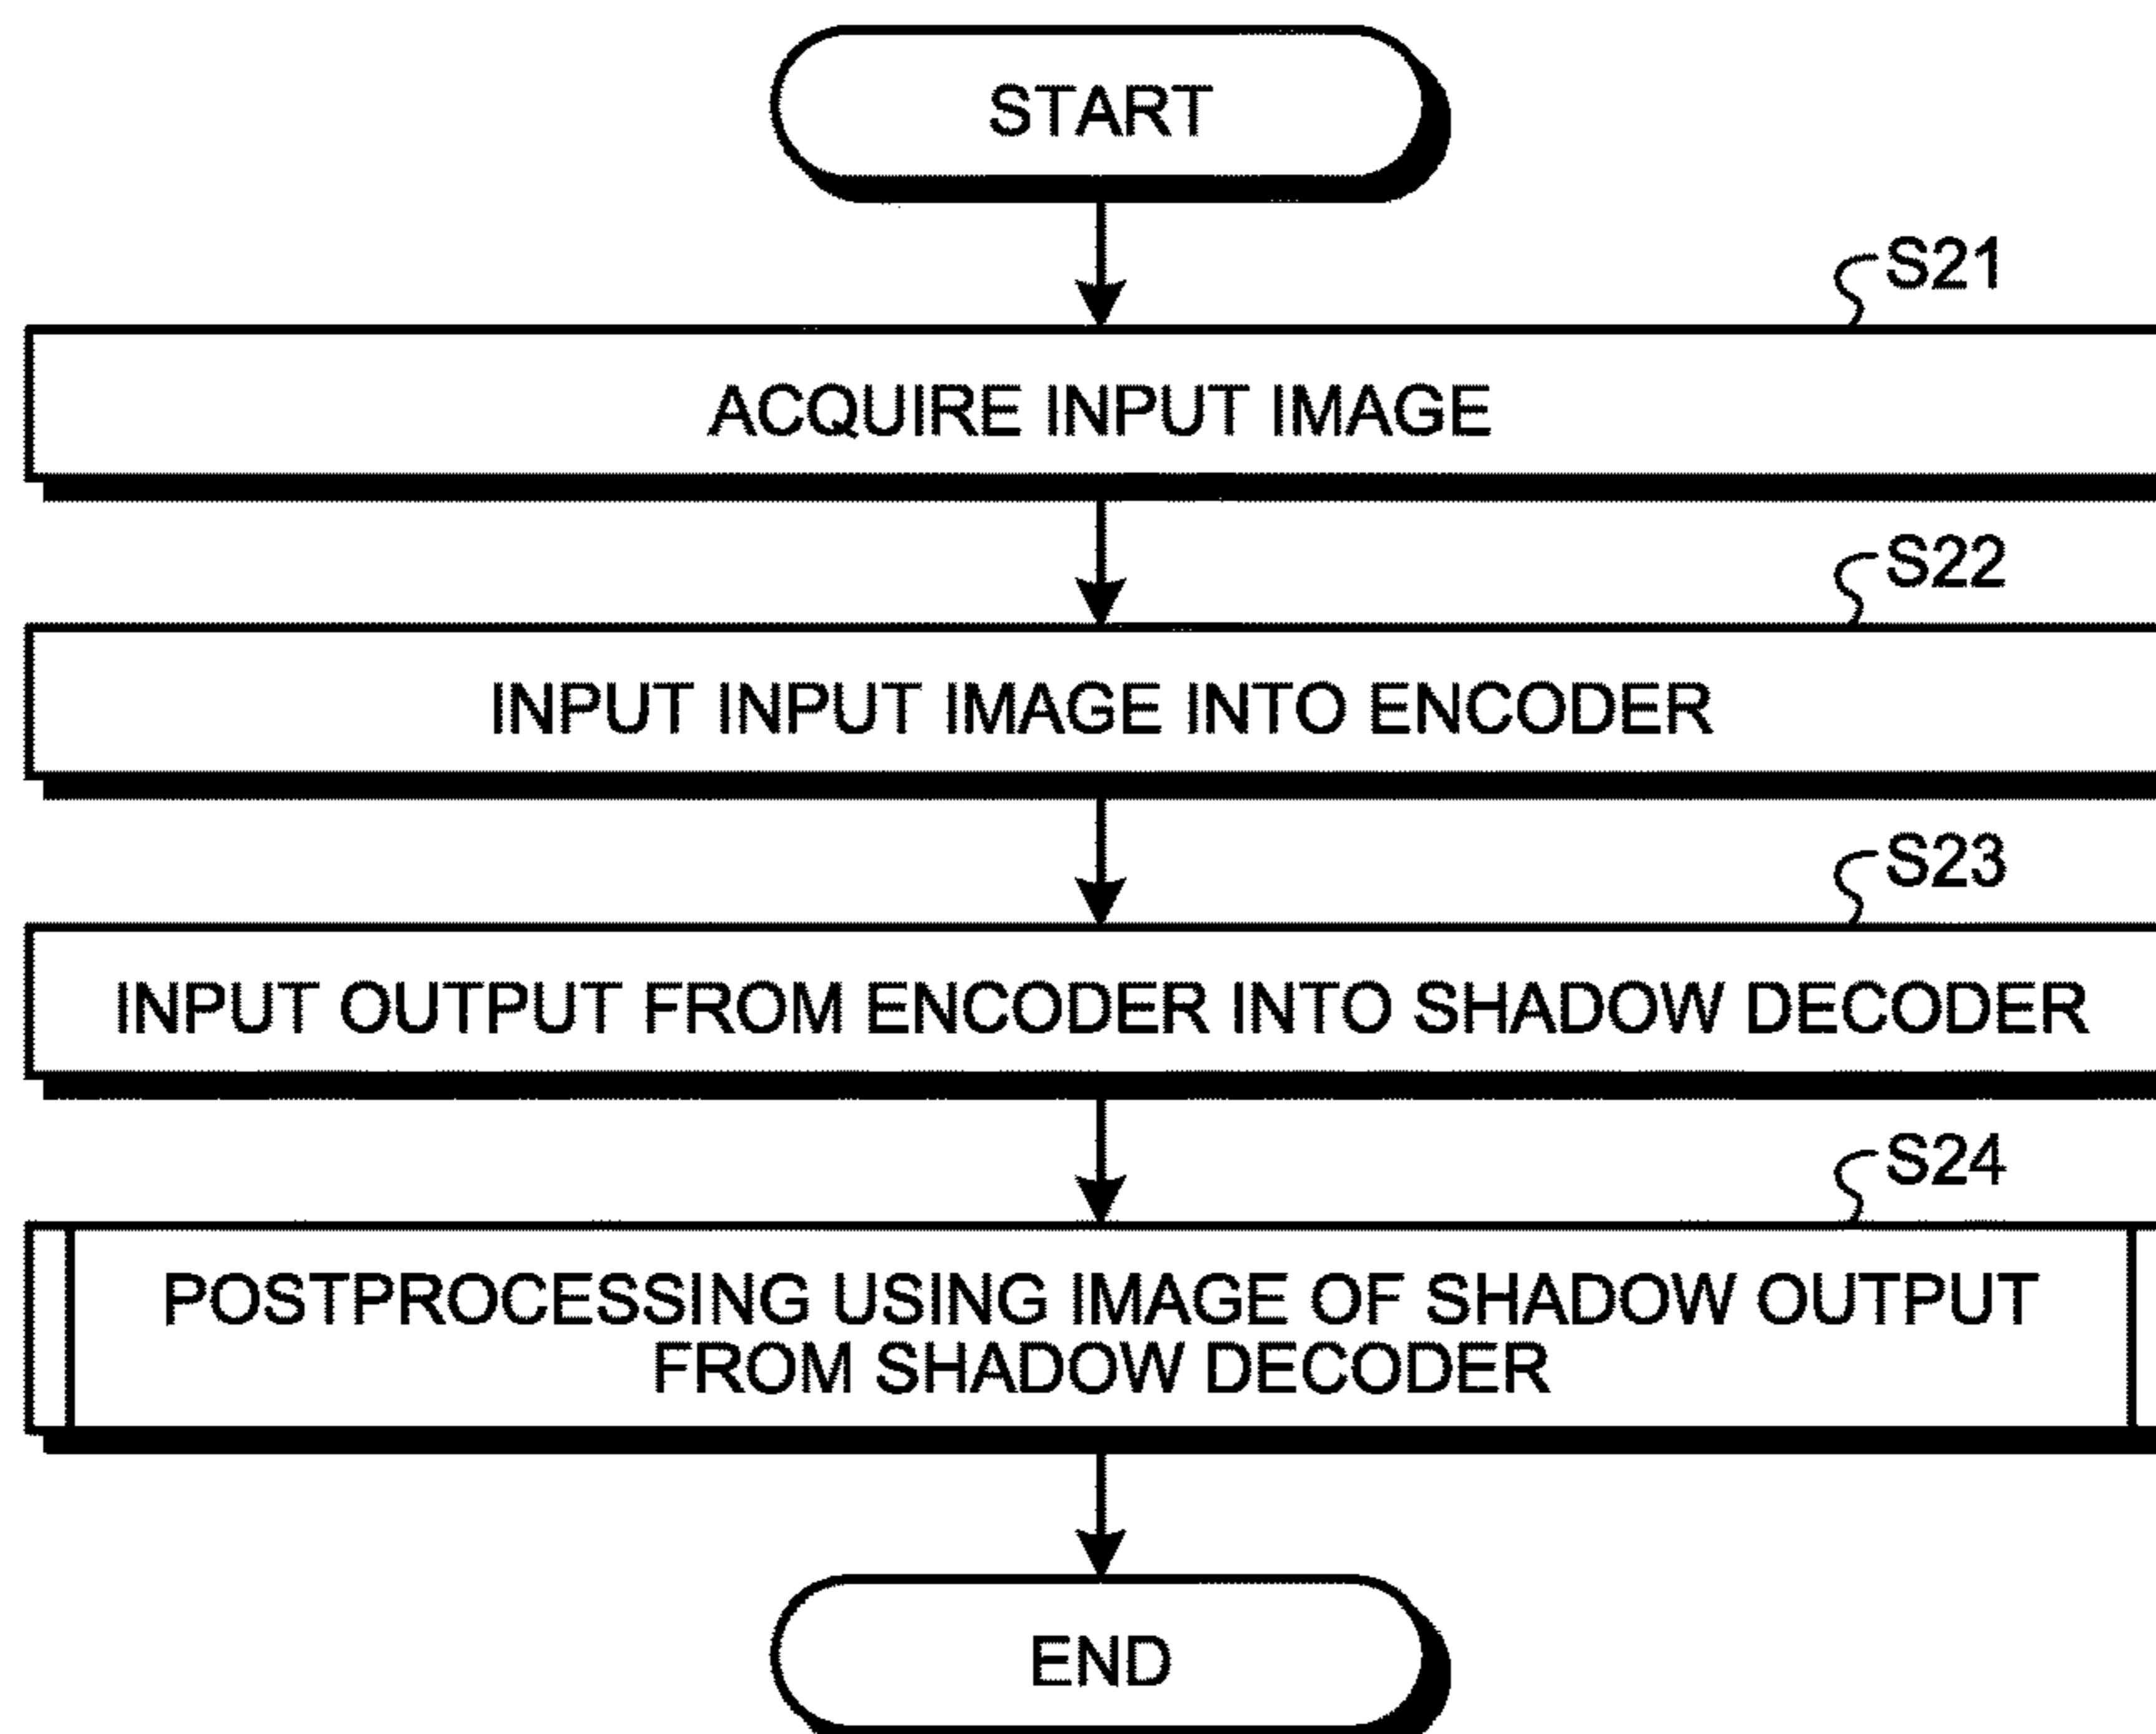 START
S21
ACQUIRE INPUT IMAGE
S22
INPUT INPUT IMAGE INTO ENCODER
S23
INPUT OUTPUT FROM ENCODER INTO SHADOW DECODER
S24
POSTPROCESSING USING IMAGE OF SHADOW OUTPUT
FROM SHADOW DECODER
END